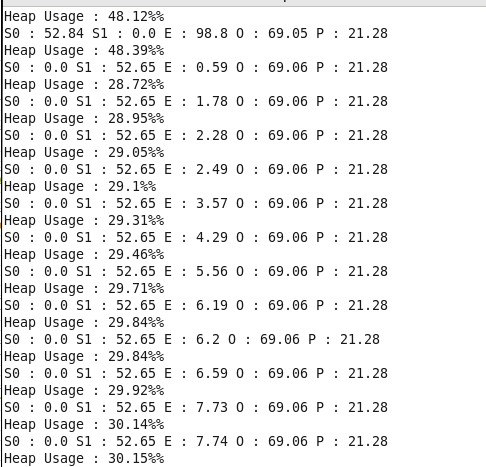 Heap Usage : 48.12%%
S0 : 52.84 S1 : 0.0 E : 98.8 O : 69.05 P : 21.28
Heap Usage : 48.39%%
S0 : 0.0 S1 : 52.65 E : 0.59 O : 69.06 P : 21.28
Heap Usage : 28.72%%
S0 : 0.0 S1 : 52.65 E : 1.78 O : 69.06 P : 21.28
Heap Usage : 28.95%%
S0 : 0.0 S1 : 52.65 E : 2.28 O : 69.06 P : 21.28
Heap Usage : 29.05%%
S0 : 0.0 S1 : 52.65 E : 2.49 O : 69.06 P : 21.28
Heap Usage : 29.1%%
S0 : 0.0 S1 : 52.65 E : 3.57 O : 69.06 P : 21.28
Heap Usage : 29.31%%
S0 : 0.0 S1 : 52.65 E : 4.29 O : 69.06 P : 21.28
Heap Usage : 29.46%%
S0 : 0.0 S1 : 52.65 E : 5.56 O : 69.06 P : 21.28
Heap Usage : 29.71%%
S0 : 0.0 S1 : 52.65 E : 6.19 O : 69.06 P : 21.28
Heap Usage : 29.84%%
S0 : 0.0 S1 : 52.65 E : 6.2 O : 69.06 P : 21.28
Heap Usage : 29.84%%
S0 : 0.0 S1 : 52.65 E : 6.59 O : 69.06 P : 21.28
Heap Usage : 29.92%%
S0 : 0.0 S1 : 52.65 E : 7.73 O : 69.06 P : 21.28
Heap Usage : 30.14%%
S0 : 0.0 S1 : 52.65 E : 7.74 O : 69.06 P : 21.28
Heap Usage : 30.15%%